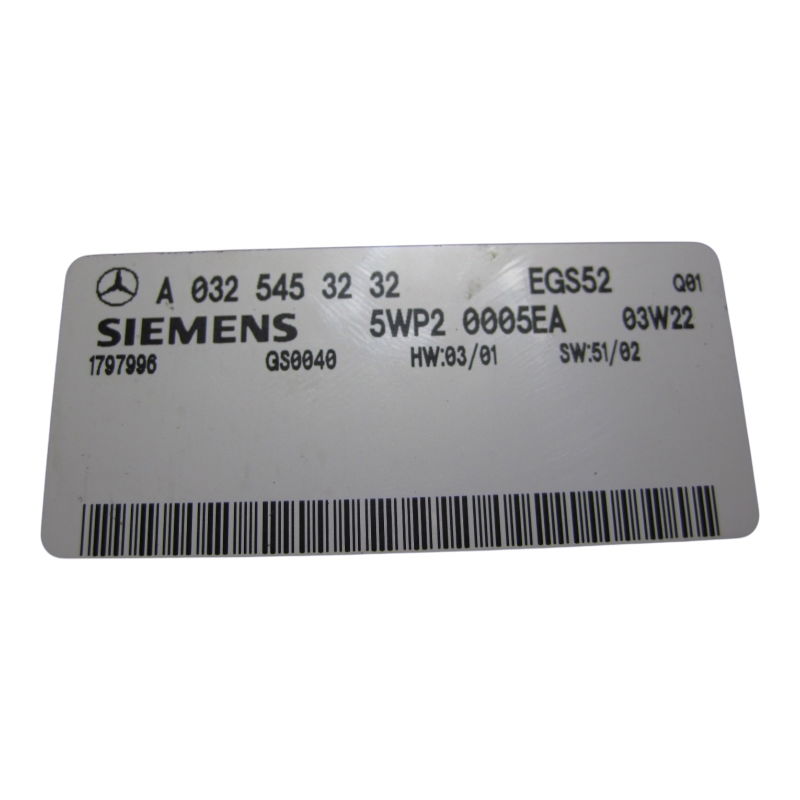 A 032 545 32 32 EGS52 Q01
SIEMENS 5WP2 0005EA 03W22
1797996 GS0040 HW:03/01 SW:51/02